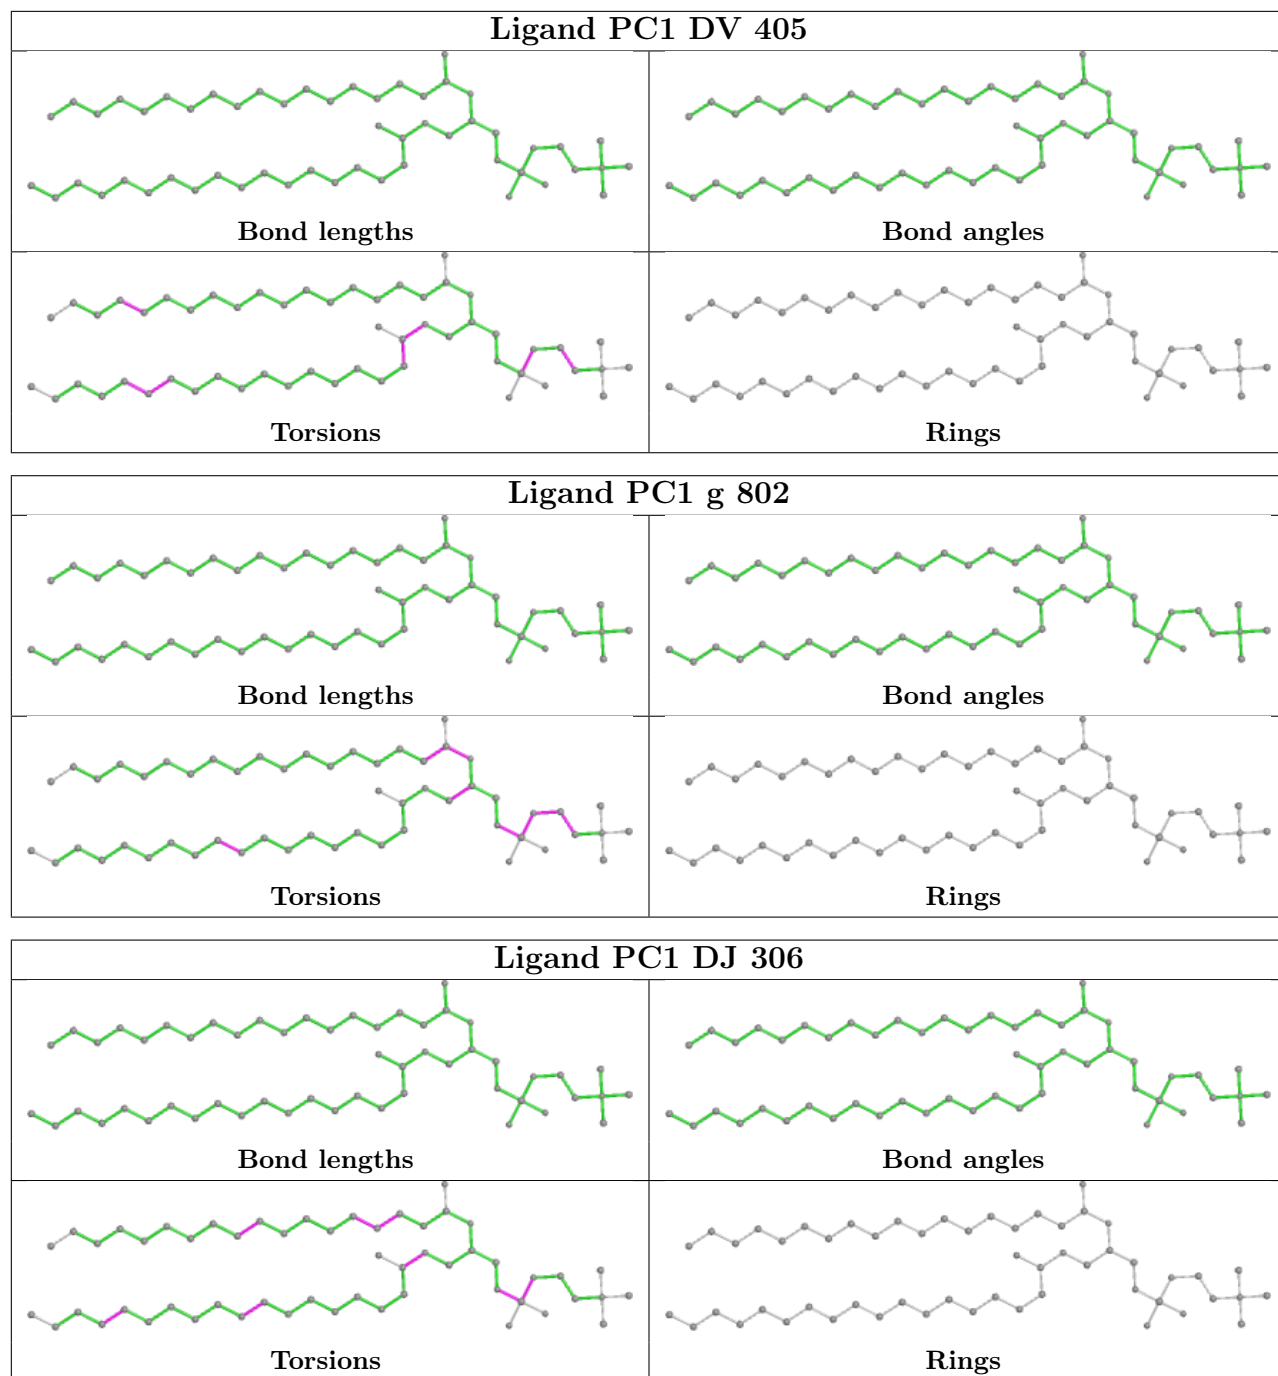 Ligand PC1 DV 405
Bond lengths
Bond angles
Torsions
Rings
Ligand PC1 g 802
Bond lengths
Bond angles
Torsions
Rings
Ligand PC1 DJ 306
Bond lengths
Bond angles
Torsions
Rings